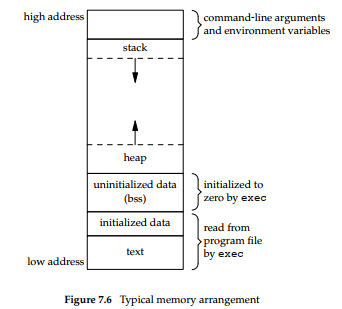 high address
command-line arguments
and environment variables
stack
heap
uninitialized data
(bss)
initialized to
zero by exec
initialized data
read from
program file
by exec
text
low address
Figure 7.6 Typical memory arrangement